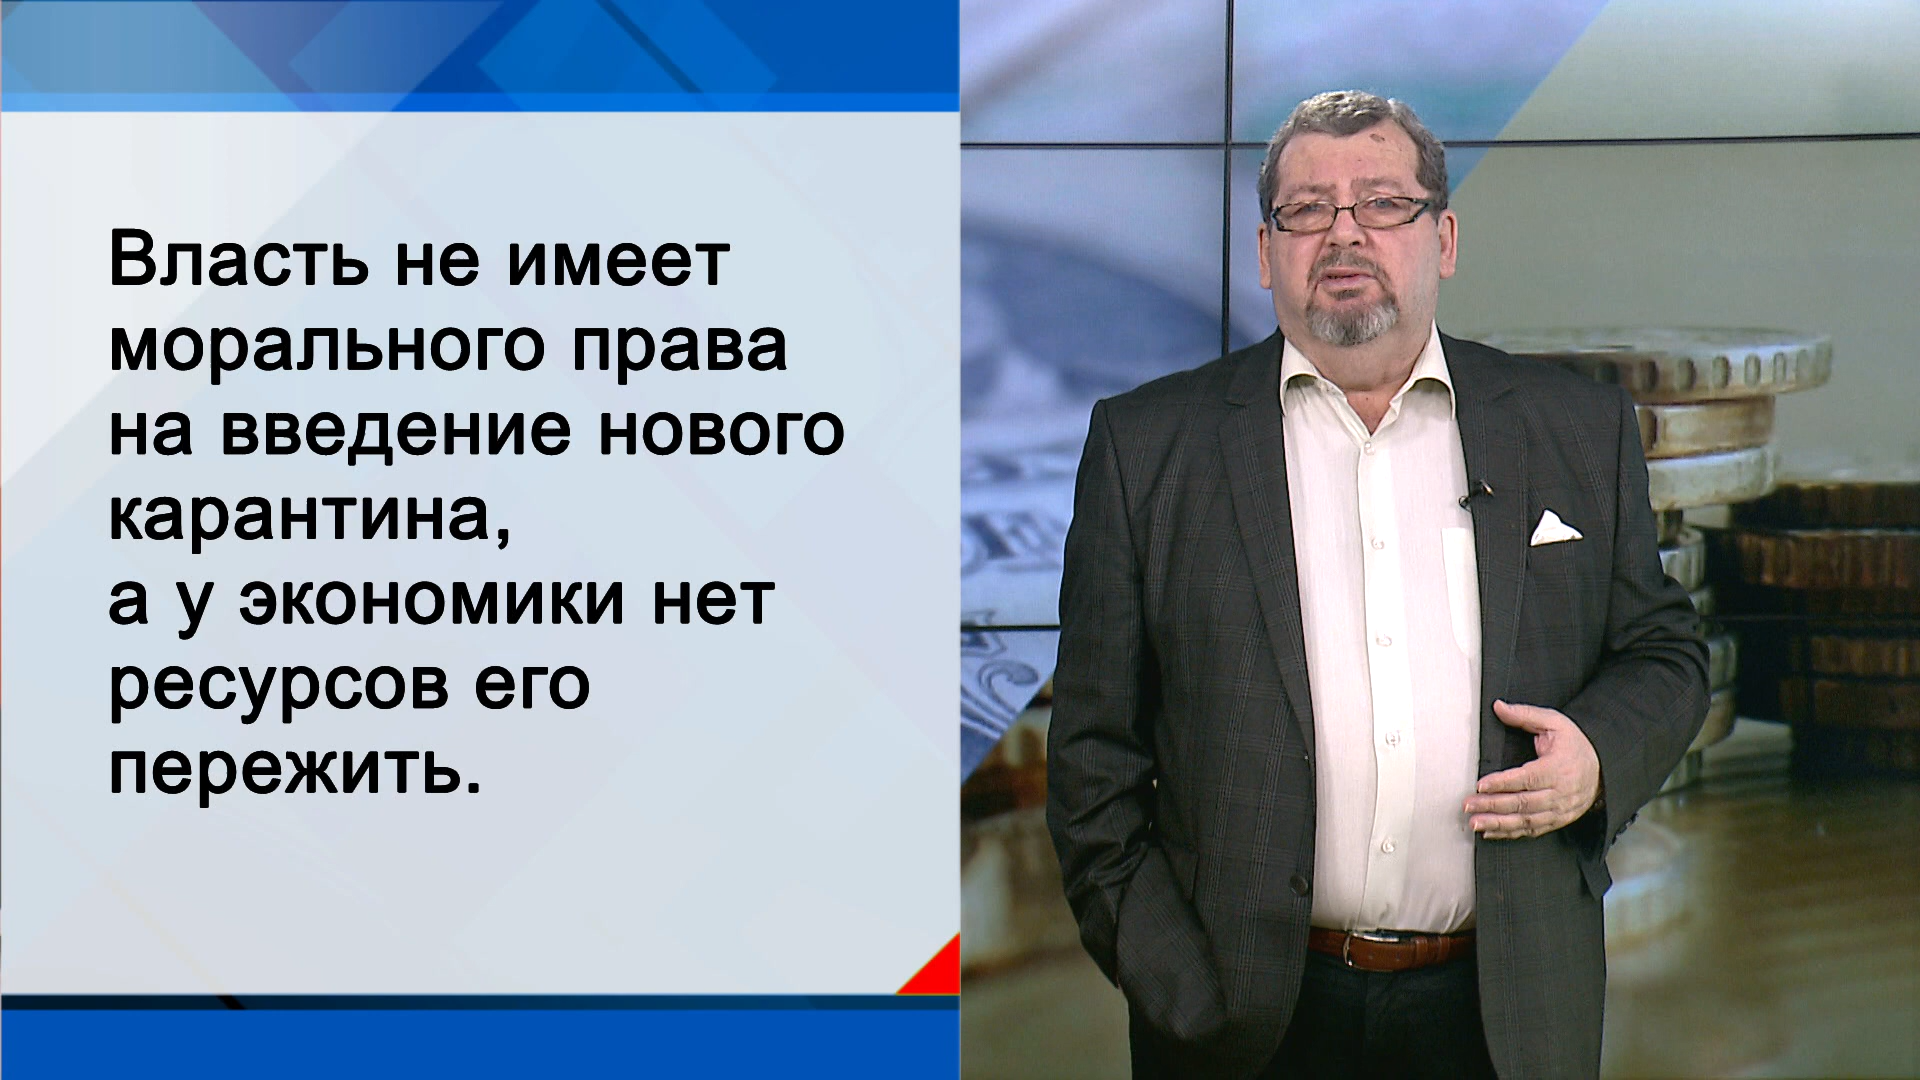 Власть не имеет
морального права
на введение нового
карантина,
а у экономики нет
ресурсов его
пережить.